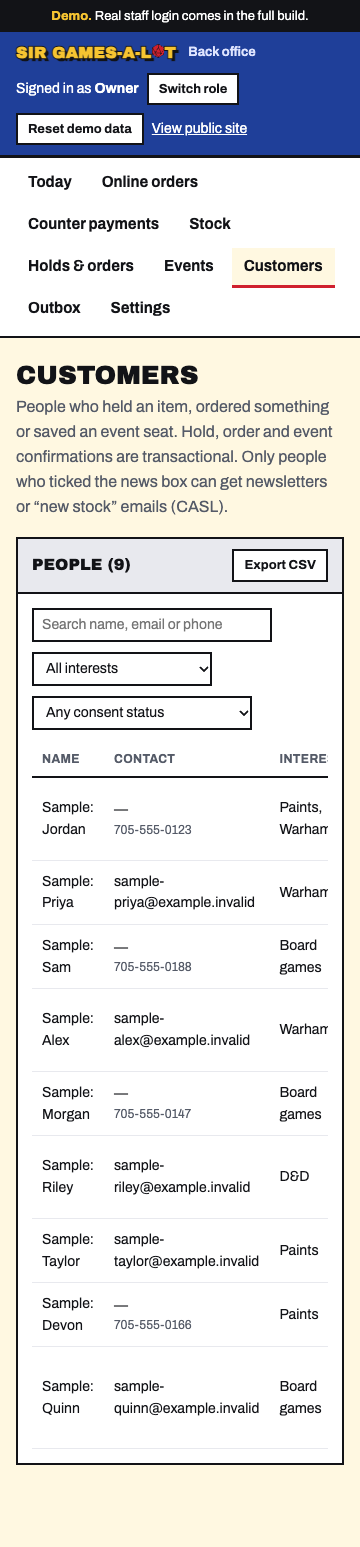 Demo. Real staff login comes in the full build.
SIR GAMES-A-LOT Back office
Signed in as Owner Switch role
Reset demo data View public site
Today Online orders
Counter payments Stock
Holds & orders Events Customers
Outbox Settings
CUSTOMERS
People who held an item, ordered something
or saved an event seat. Hold, order and event
confirmations are transactional. Only people
who ticked the news box can get newsletters
or “new stock” emails (CASL).
PEOPLE (9) Export CSV
Search name, email or phone
All interests
Any consent status
NAME CONTACT
Sample: — Paints,
Jordan 705-555-0123
Sample: sample-
Priya priya@example.invalid
Sample: — Board
Sam 705-555-0188 games
Sample: sample-
Alex alex@example.invalid
Sample: — Board
Morgan 705-555-0147 games
Sample: sample- D&D
Riley riley@example.invalid
Sample: sample- Paints
Taylor taylor@example.invalid
Sample: — Paints
Devon 705-555-0166
Sample: sample- Board
Quinn quinn@example.invalid games